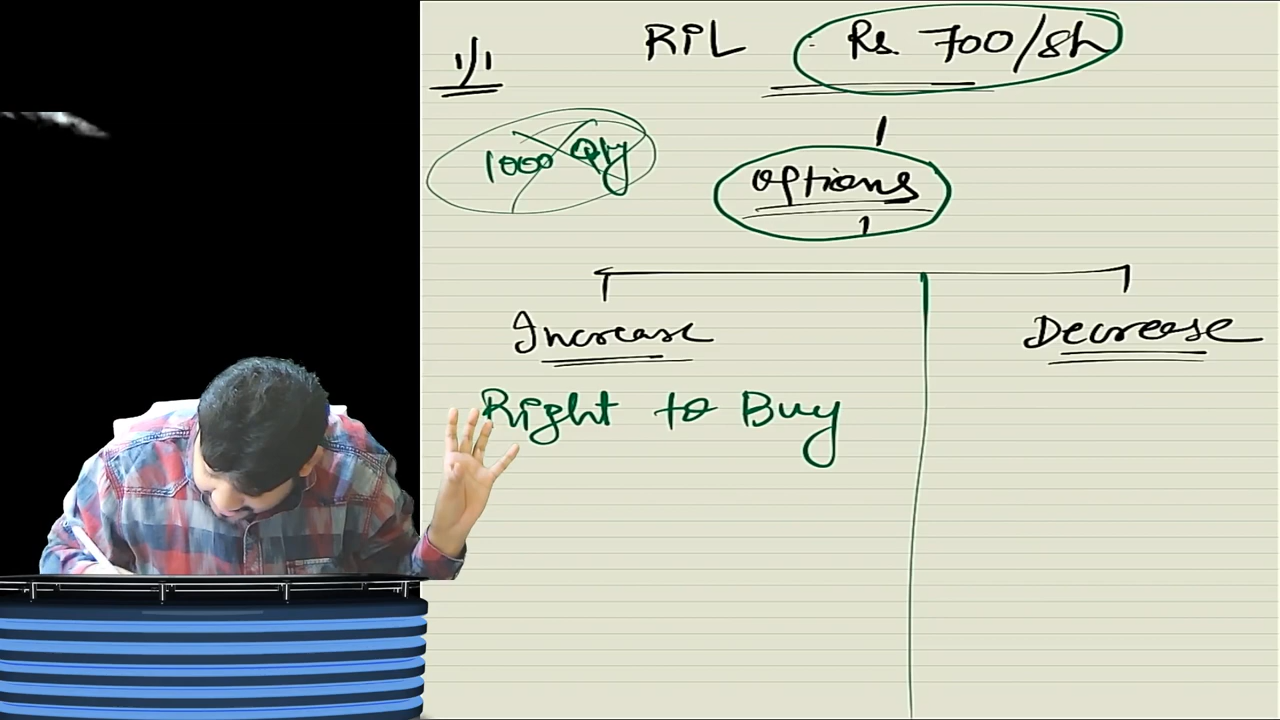 1/1 RIL Rs. 700/sh
1000 Qty
options
Increase Decrease
Right to Buy